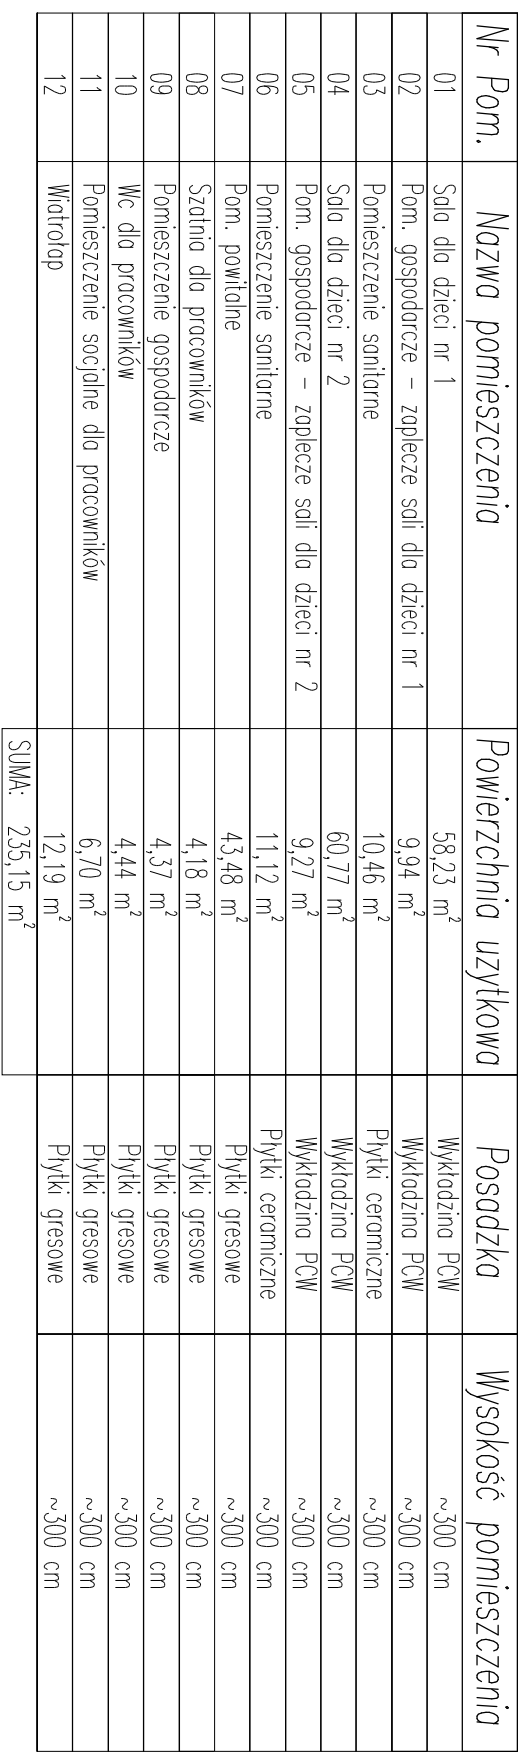 Nr Pom. Nazwa pomieszczenia Powierzchnia uzytkowa Posadzka Wysokość pomieszczenia
01 Sala dla dzieci nr 1 58,23 m² Wykładzina PCW ~300 cm
02 Pom. gospodarcze – zaplecze sali dla dzieci nr 1 9,94 m² Wykładzina PCW ~300 cm
03 Pomieszczenie sanitarne 10,46 m² Płytki ceramiczne ~300 cm
04 Sala dla dzieci nr 2 60,77 m² Wykładzina PCW ~300 cm
05 Pom. gospodarcze – zaplecze sali dla dzieci nr 2 9,27 m² Wykładzina PCW ~300 cm
06 Pomieszczenie sanitarne 11,12 m² Płytki ceramiczne ~300 cm
07 Pom. powitalne 43,48 m² Płytki gresowe ~300 cm
08 Szatnia dla pracowników 4,18 m² Płytki gresowe ~300 cm
09 Pomieszczenie gospodarcze 4,37 m² Płytki gresowe ~300 cm
10 Wc dla pracowników 4,44 m² Płytki gresowe ~300 cm
11 Pomieszczenie socjalne dla pracowników 6,70 m² Płytki gresowe ~300 cm
12 Wiatrołap 12,19 m² Płytki gresowe ~300 cm
SUMA: 235,15 m²